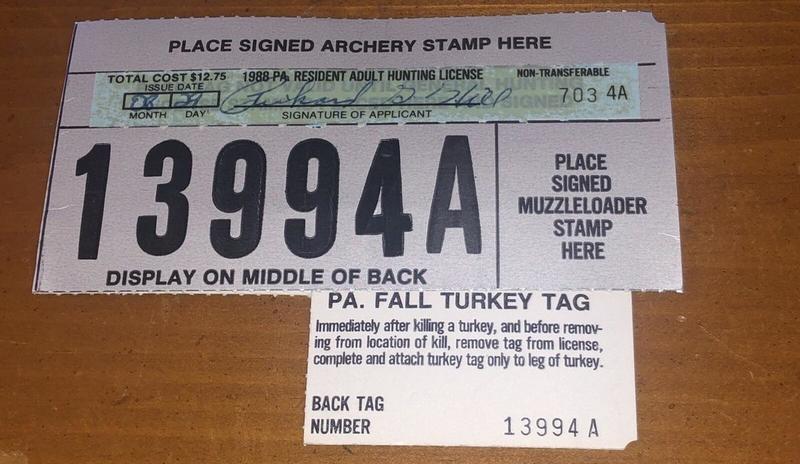 PLACE SIGNED ARCHERY STAMP HERE
TOTAL COST $12.75 1988 PA. RESIDENT ADULT HUNTING LICENSE NON-TRANSFERABLE
ISSUE DATE
703 4A
MONTH DAY SIGNATURE OF APPLICANT
13994A
PLACE
SIGNED
MUZZLELOADER
STAMP
HERE
DISPLAY ON MIDDLE OF BACK
PA. FALL TURKEY TAG
Immediately after killing a turkey, and before remov-
ing from location of kill, remove tag from license,
complete and attach turkey tag only to leg of turkey.
BACK TAG
NUMBER 13994 A